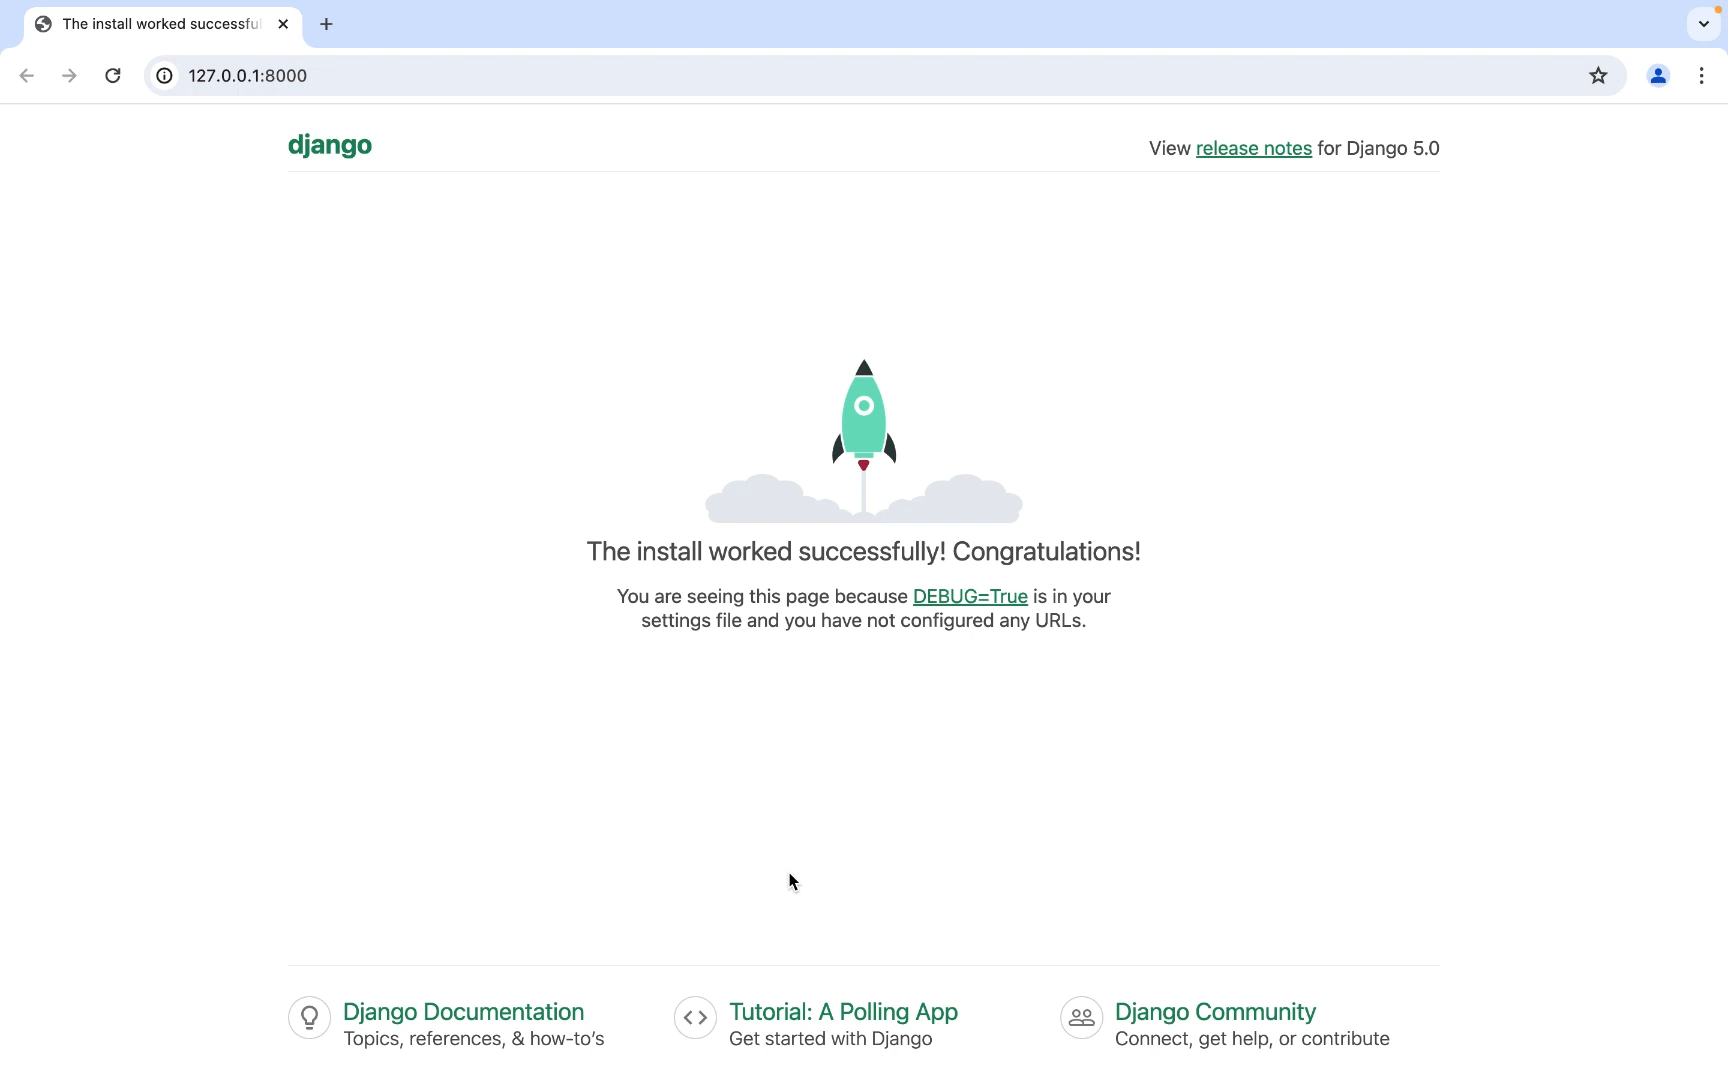 The install worked successful
127.0.0.1:8000
django
View release notes for Django 5.0
The install worked successfully! Congratulations!
You are seeing this page because DEBUG=True is in your
settings file and you have not configured any URLs.
Django Documentation
Topics, references, & how-to's
Tutorial: A Polling App
Get started with Django
Django Community
Connect, get help, or contribute